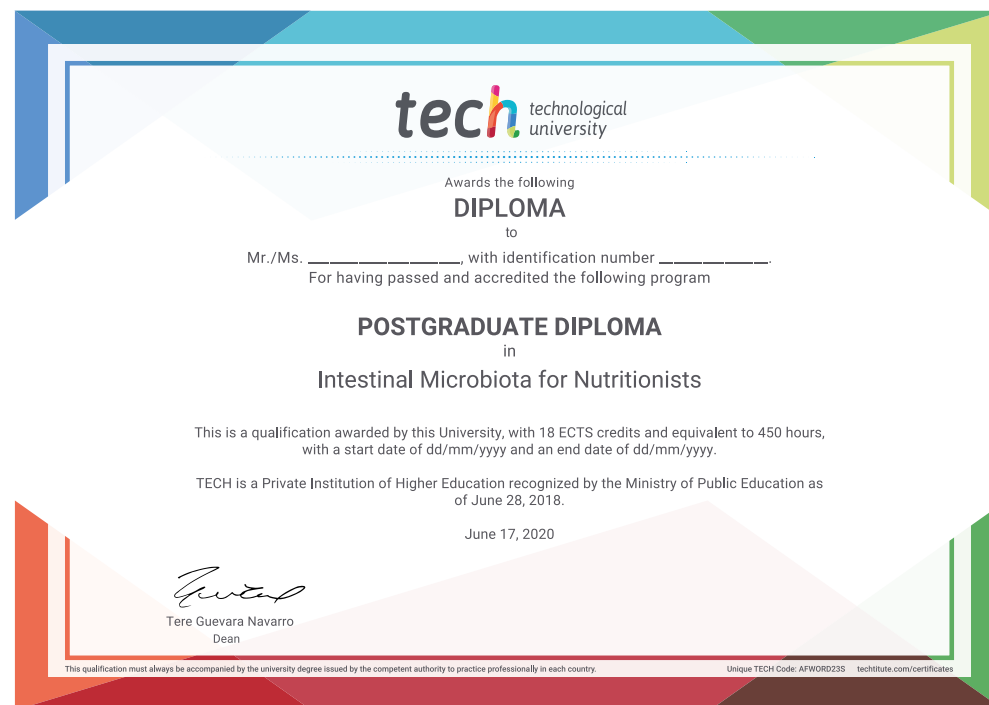 tech technological
university
Awards the following
DIPLOMA
to
Mr./Ms. ____________________, with identification number ______________.
For having passed and accredited the following program
POSTGRADUATE DIPLOMA
in
Intestinal Microbiota for Nutritionists
This is a qualification awarded by this University, with 18 ECTS credits and equivalent to 450 hours,
with a start date of dd/mm/yyyy and an end date of dd/mm/yyyy.
TECH is a Private Institution of Higher Education recognized by the Ministry of Public Education as
of June 28, 2018.
June 17, 2020
Tere Guevara Navarro
Dean
This qualification must always be accompanied by the university degree issued by the competent authority to practice professionally in each country.
Unique TECH Code: AFWORD23S techtitute.com/certificates